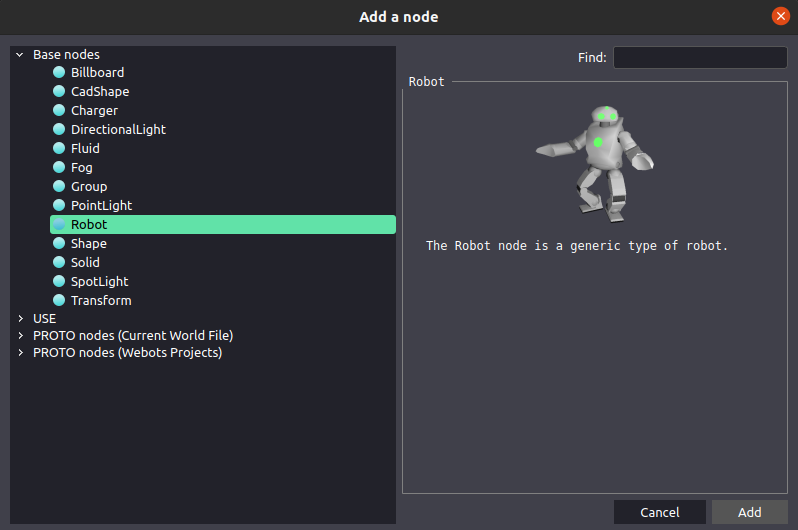 Add a node
Base nodes
Billboard
CadShape
Charger
DirectionalLight
Fluid
Fog
Group
PointLight
Robot
Shape
Solid
SpotLight
Transform
USE
PROTO nodes (Current World File)
PROTO nodes (Webots Projects)
Find:
Robot
The Robot node is a generic type of robot.
Cancel
Add